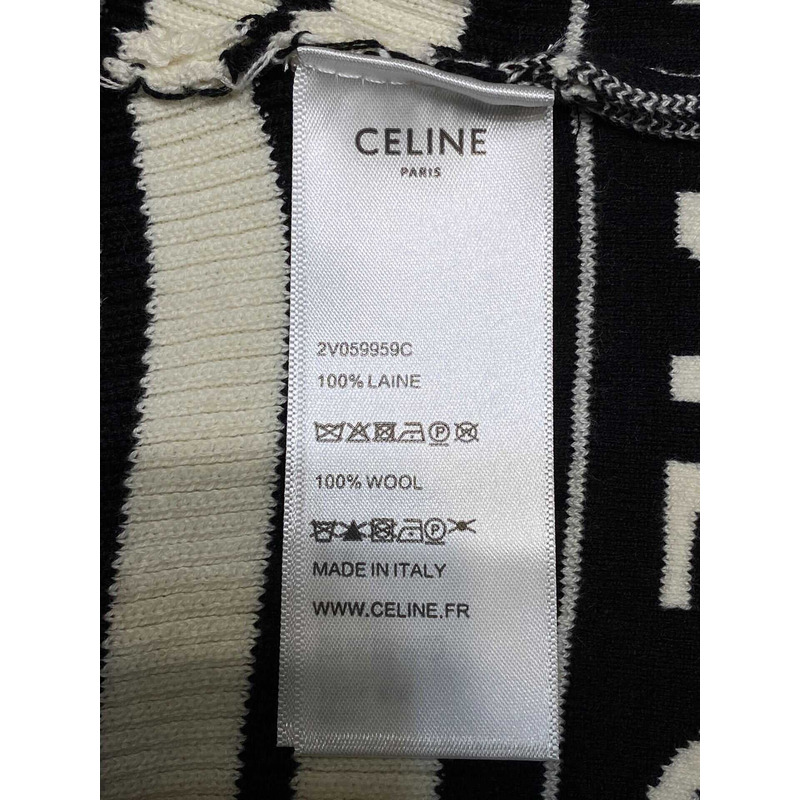 CELINE
PARIS
2V059959C
100% LAINE
100% WOOL
MADE IN ITALY
WWW.CELINE.FR